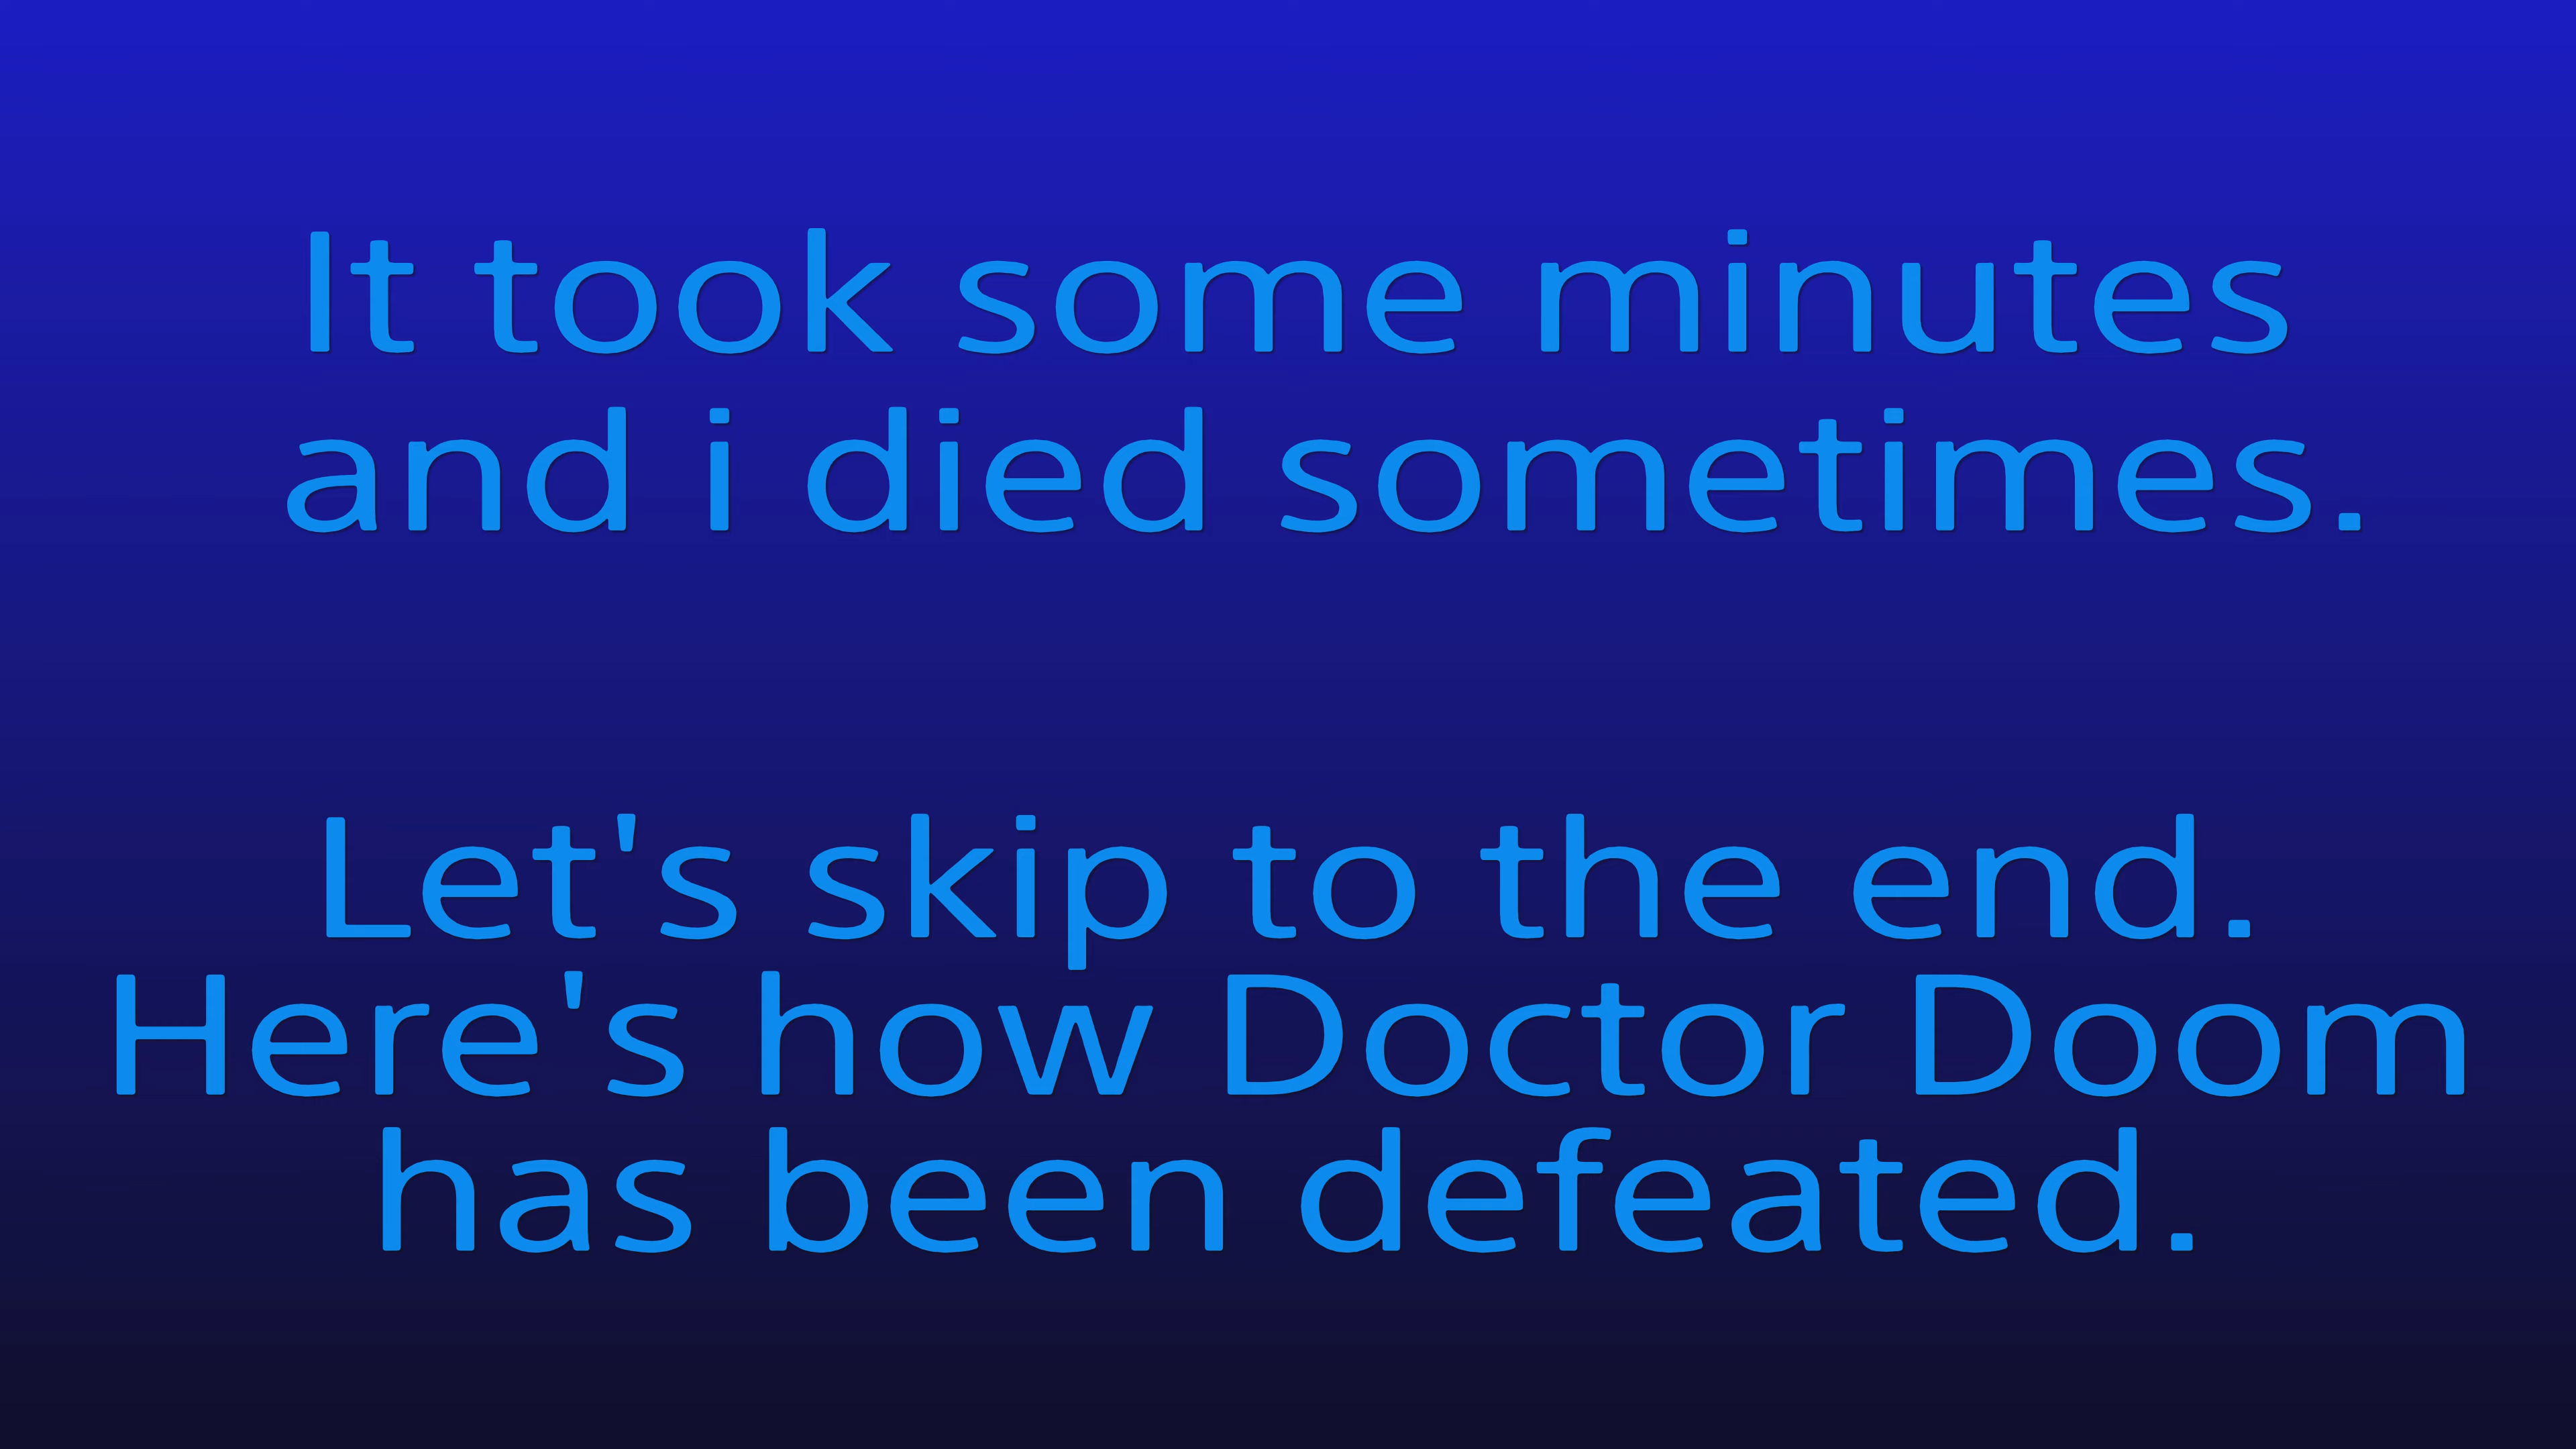 It took some minutes
and i died sometimes.
Let's skip to the end.
Here's how Doctor Doom
has been defeated.